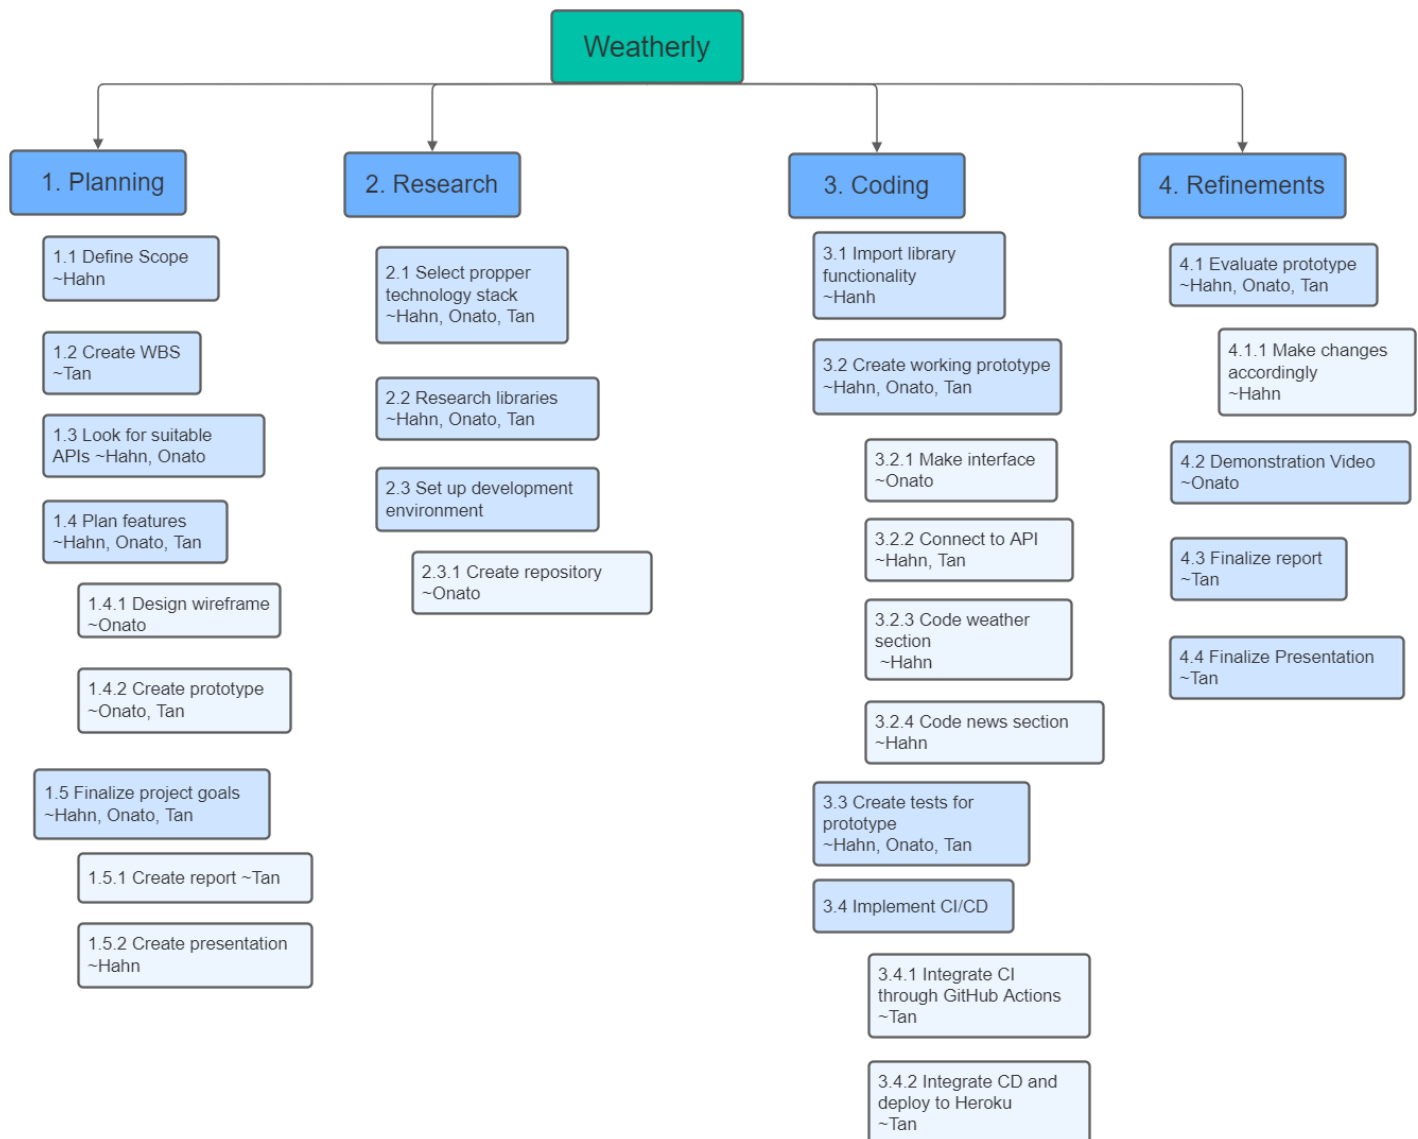 Weatherly
1. Planning
1.1 Define Scope
~Hahn
1.2 Create WBS
~Tan
1.3 Look for suitable
APIs ~Hahn, Onato
1.4 Plan features
~Hahn, Onato, Tan
1.4.1 Design wireframe
~Onato
1.4.2 Create prototype
~Onato, Tan
1.5 Finalize project goals
~Hahn, Onato, Tan
1.5.1 Create report ~Tan
1.5.2 Create presentation
~Hahn
2. Research
2.1 Select propper
technology stack
~Hahn, Onato, Tan
2.2 Research libraries
~Hahn, Onato, Tan
2.3 Set up development
environment
2.3.1 Create repository
~Onato
3. Coding
3.1 Import library
functionality
~Hanh
3.2 Create working prototype
~Hahn, Onato, Tan
3.2.1 Make interface
~Onato
3.2.2 Connect to API
~Hahn, Tan
3.2.3 Code weather
section
~Hahn
3.2.4 Code news section
~Hahn
3.3 Create tests for
prototype
~Hahn, Onato, Tan
3.4 Implement CI/CD
3.4.1 Integrate CI
through GitHub Actions
~Tan
3.4.2 Integrate CD and
deploy to Heroku
~Tan
4. Refinements
4.1 Evaluate prototype
~Hahn, Onato, Tan
4.1.1 Make changes
accordingly
~Hahn
4.2 Demonstration Video
~Onato
4.3 Finalize report
~Tan
4.4 Finalize Presentation
~Tan